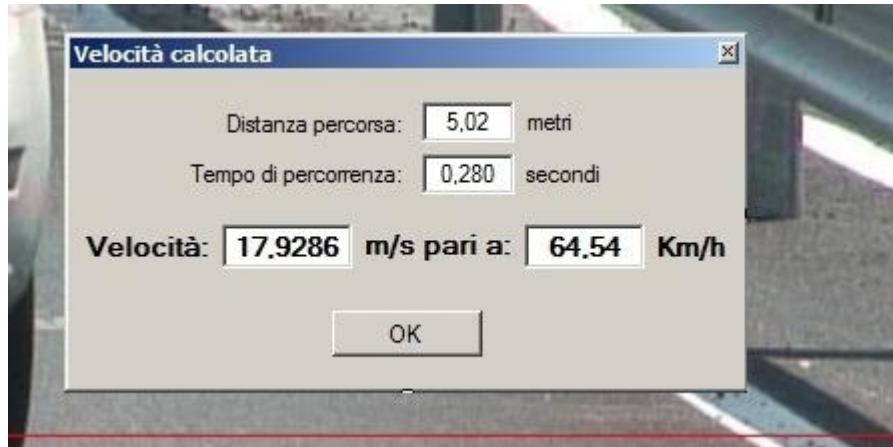 Velocità calcolata
Distanza percorsa: 5,02 metri
Tempo di percorrenza: 0,280 secondi
Velocità: 17,9286 m/s pari a: 64,54 Km/h
OK